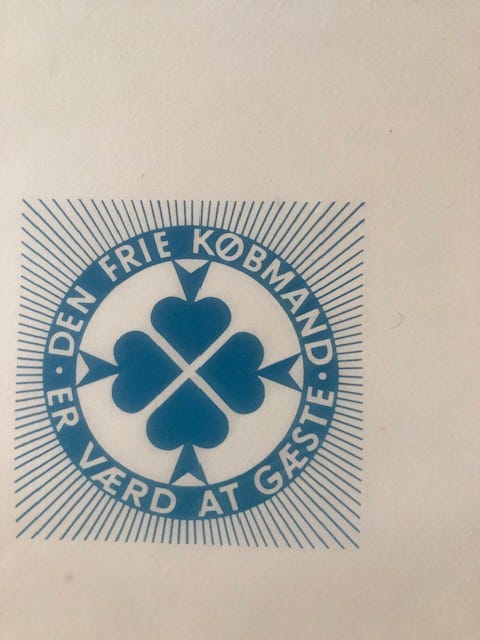 · DEN FRIE KØBMAND ·
ER VÆRD AT GÆSTE